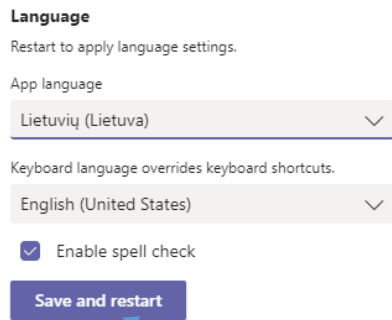 Language
Restart to apply language settings.
App language
Lietuvių (Lietuva)
Keyboard language overrides keyboard shortcuts.
English (United States)
Enable spell check
Save and restart